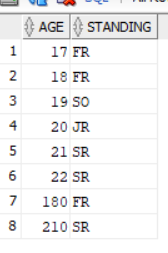 AGE STANDING
1 17 FR
2 18 FR
3 19 SO
4 20 JR
5 21 SR
6 22 SR
7 180 FR
8 210 SR